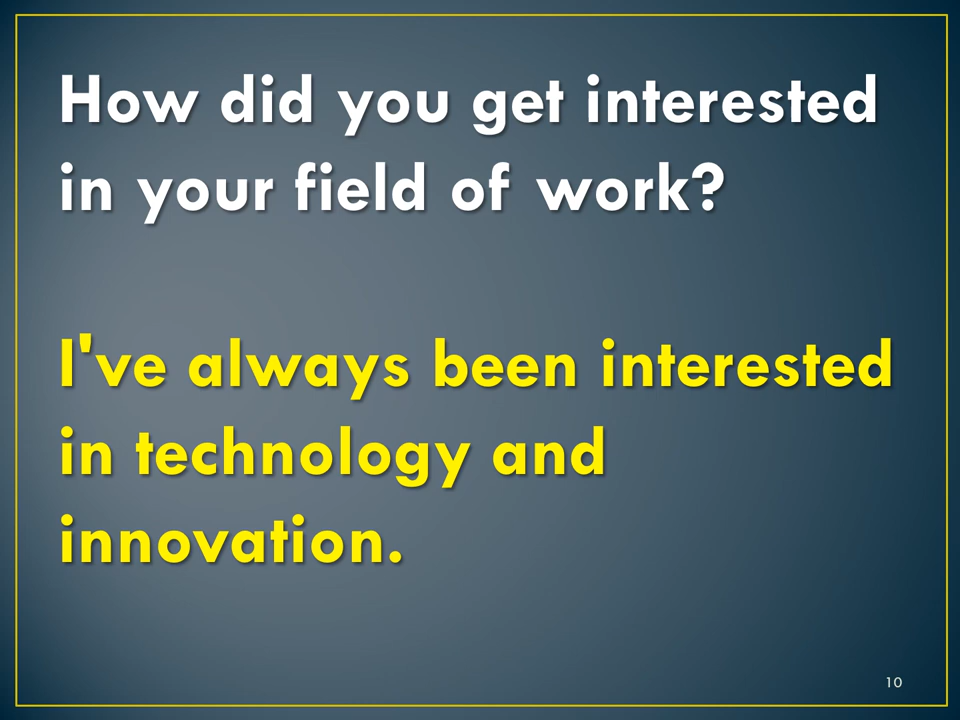 How did you get interested
in your field of work?
I've always been interested
in technology and
innovation.
10